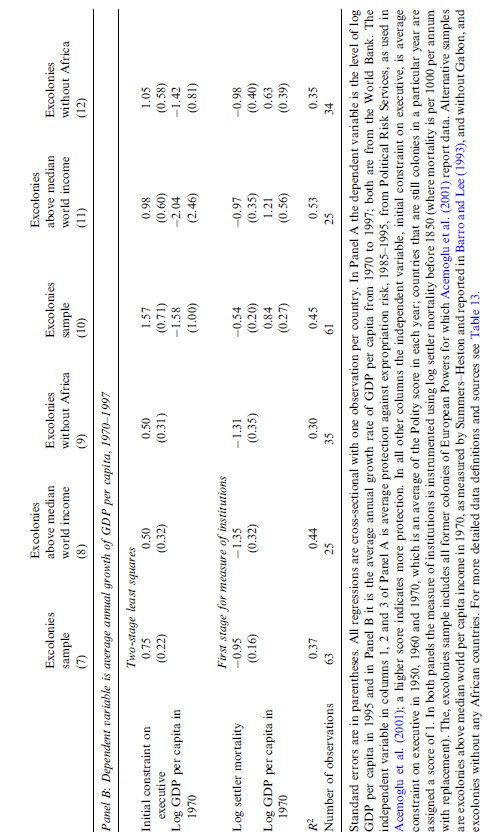 Excolonies Excolonies Excolonies Excolonies Excolonies Excolonies
sample above median without Africa sample above median without Africa
world income world income
(7) (8) (9) (10) (11) (12)
Panel B: Dependent variable is average annual growth of GDP per capita, 1970–1997
Two-stage least squares
Initial constraint on 0.75 0.50 0.50 1.57 0.98 1.05
executive (0.22) (0.32) (0.31) (0.71) (0.60) (0.58)
Log GDP per capita in −1.58 −2.04 −1.42
1970 (1.00) (2.46) (0.81)
First stage for measure of institutions
Log settler mortality −0.95 −1.35 −1.31 −0.54 −0.97 −0.98
(0.16) (0.32) (0.35) (0.20) (0.35) (0.40)
Log GDP per capita in 0.84 1.21 0.63
1970 (0.27) (0.56) (0.39)
R² 0.37 0.44 0.30 0.45 0.53 0.35
Number of observations 63 25 35 61 25 34
Standard errors are in parentheses. All regressions are cross-sectional with one observation per country. In Panel A the dependent variable is the level of log
GDP per capita in 1995 and in Panel B it is the average annual growth rate of GDP per capita from 1970 to 1997; both are from the World Bank. The
independent variable in columns 1, 2 and 3 of Panel A is average protection against expropriation risk, 1985–1995, from Political Risk Services, as used in
Acemoglu et al. (2001); a higher score indicates more protection. In all other columns the independent variable, initial constraint on executive, is average
constraint on executive in 1950, 1960 and 1970, which is an average of the Polity score in each year; countries that are still colonies in a particular year are
assigned a score of 1. In both panels the measure of institutions is instrumented using log settler mortality before 1850 (where mortality is per 1000 per annum
with replacement). The, excolonies sample includes all former colonies of European Powers for which Acemoglu et al. (2001) report data. Alternative samples
are excolonies above median world per capita income in 1970, as measured by Summers–Heston and reported in Barro and Lee (1993), and without Gabon, and
excolonies without any African countries. For more detailed data definitions and sources see Table 13.